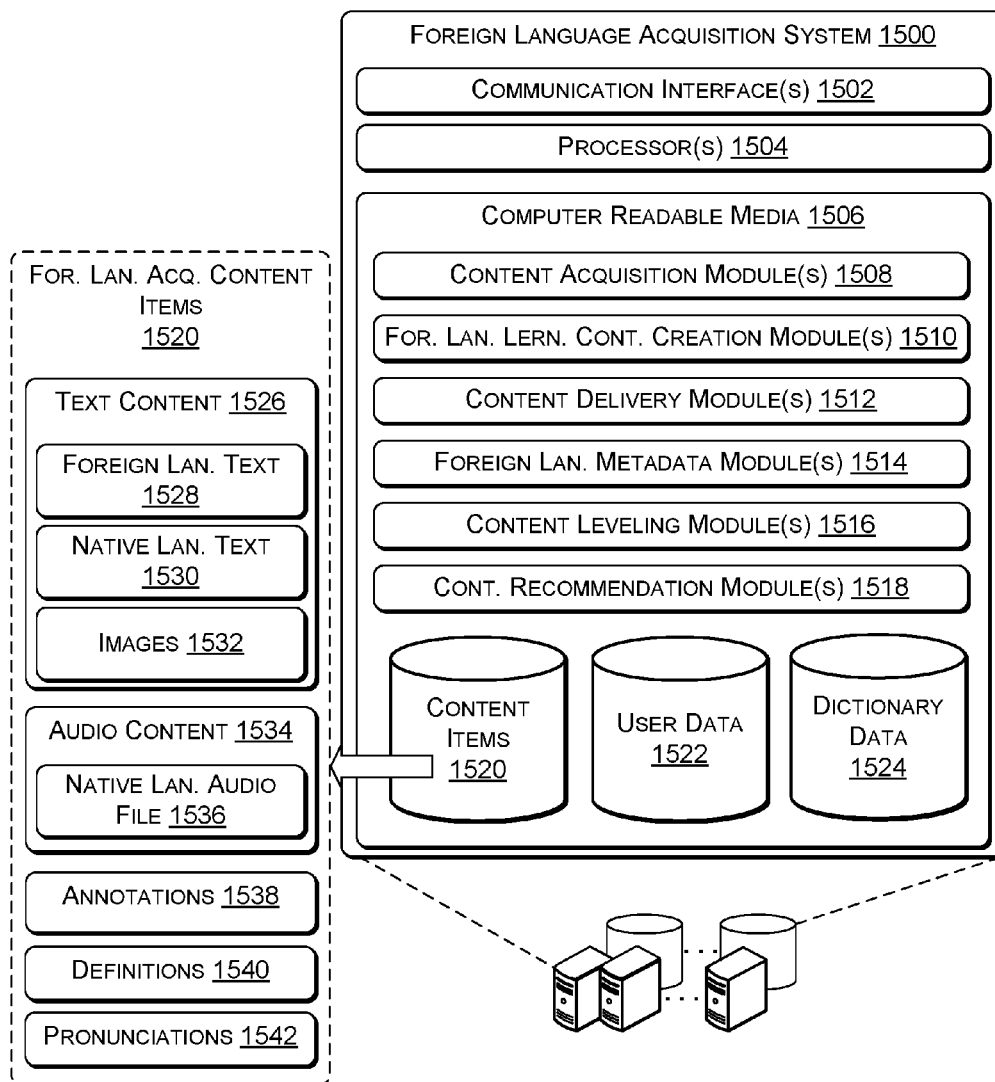 FOREIGN LANGUAGE ACQUISITION SYSTEM 1500
COMMUNICATION INTERFACE(S) 1502
PROCESSOR(S) 1504
COMPUTER READABLE MEDIA 1506
CONTENT ACQUISITION MODULE(S) 1508
FOR. LAN. LERN. CONT. CREATION MODULE(S) 1510
CONTENT DELIVERY MODULE(S) 1512
FOREIGN LAN. METADATA MODULE(S) 1514
CONTENT LEVELING MODULE(S) 1516
CONT. RECOMMENDATION MODULE(S) 1518
CONTENT
ITEMS
1520
USER DATA
1522
DICTIONARY
DATA
1524
FOR. LAN. ACQ. CONTENT
ITEMS
1520
TEXT CONTENT 1526
FOREIGN LAN. TEXT
1528
NATIVE LAN. TEXT
1530
IMAGES 1532
AUDIO CONTENT 1534
NATIVE LAN. AUDIO
FILE 1536
ANNOTATIONS 1538
DEFINITIONS 1540
PRONUNCIATIONS 1542